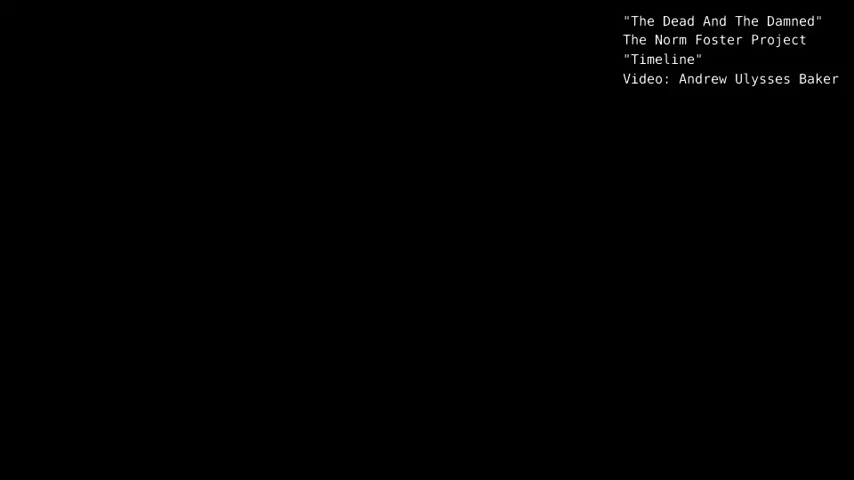 "The Dead And The Damned"
The Norm Foster Project
"Timeline"
Video: Andrew Ulysses Baker